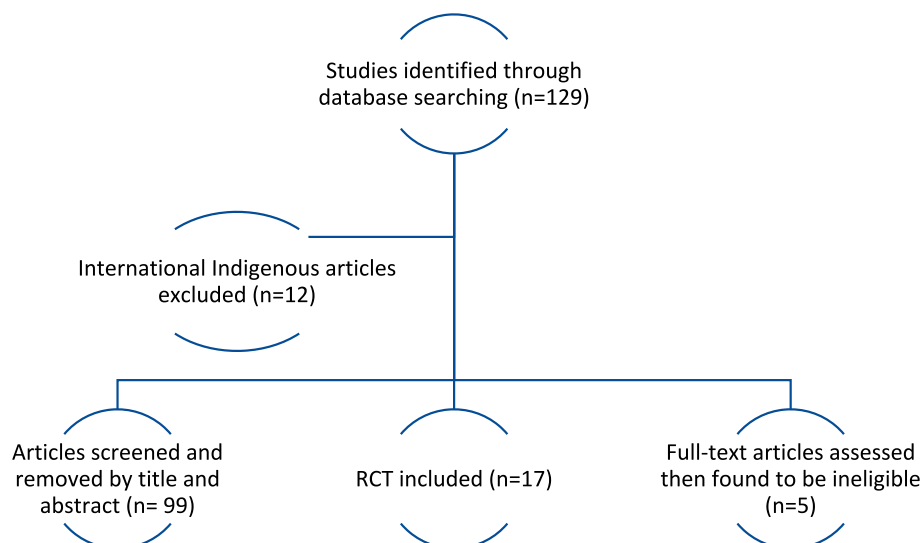 Studies identified through
database searching (n=129)
International Indigenous articles
excluded (n=12)
Articles screened and
removed by title and
abstract (n= 99)
RCT included (n=17)
Full-text articles assessed
then found to be ineligible
(n=5)